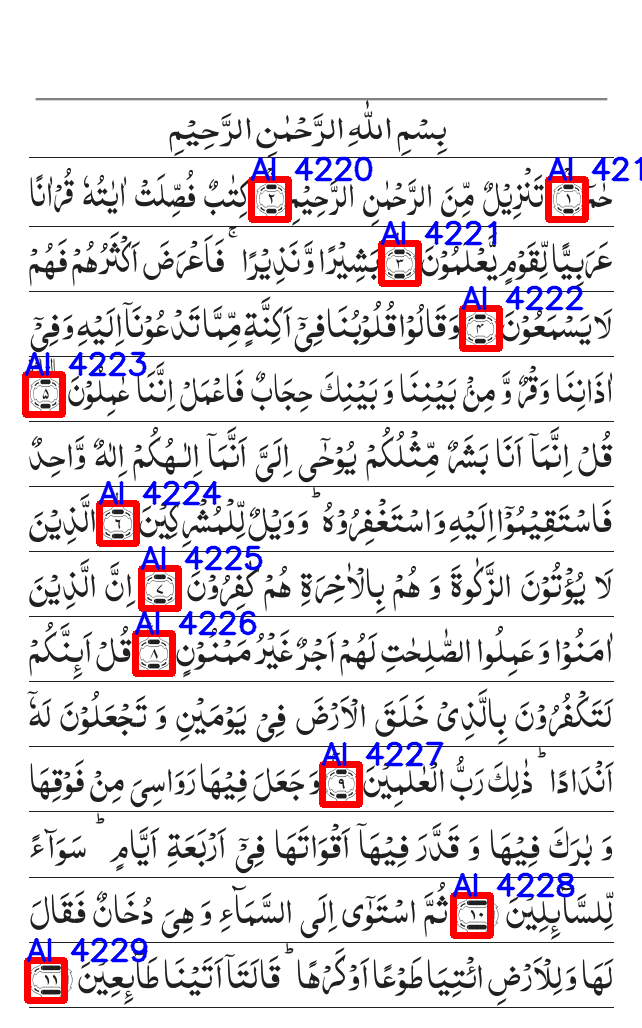 بِسْمِ اللّٰهِ الرَّحْمٰنِ الرَّحِيْمِ
AI 4220 AI 421
حٰمٓ ۱ تَنْزِيْلٌ مِّنَ الرَّحْمٰنِ الرَّحِيْمِ ۲ كِتٰبٌ فُصِّلَتْ اٰيٰتُهٗ قُرْاٰنًا
AI 4221
عَرَبِيًّا لِّقَوْمٍ يَّعْلَمُوْنَ ۳ بَشِيْرًا وَّنَذِيْرًا ۚ فَاَعْرَضَ اَكْثَرُهُمْ فَهُمْ
AI 4222
لَا يَسْمَعُوْنَ ۴ وَقَالُوْا قُلُوْبُنَا فِيْٓ اَكِنَّةٍ مِّمَّا تَدْعُوْنَآ اِلَيْهِ وَفِيْٓ
AI 4223
اٰذَانِنَا وَقْرٌ وَّ مِنْۢ بَيْنِنَا وَ بَيْنِكَ حِجَابٌ فَاعْمَلْ اِنَّنَا عٰمِلُوْنَ ۵
قُلْ اِنَّمَآ اَنَا بَشَرٌ مِّثْلُكُمْ يُوْحٰٓى اِلَيَّ اَنَّمَآ اِلٰهُكُمْ اِلٰهٌ وَّاحِدٌ
AI 4224
فَاسْتَقِيْمُوْٓا اِلَيْهِ وَاسْتَغْفِرُوْهُ ؕ وَوَيْلٌ لِّلْمُشْرِكِيْنَ ۶ الَّذِيْنَ
AI 4225
لَا يُؤْتُوْنَ الزَّكٰوةَ وَ هُمْ بِالْاٰخِرَةِ هُمْ كٰفِرُوْنَ ۷ اِنَّ الَّذِيْنَ
AI 4226
اٰمَنُوْا وَ عَمِلُوا الصّٰلِحٰتِ لَهُمْ اَجْرٌ غَيْرُ مَمْنُوْنٍ ۸ قُلْ اَئِنَّكُمْ
لَتَكْفُرُوْنَ بِالَّذِيْ خَلَقَ الْاَرْضَ فِيْ يَوْمَيْنِ وَ تَجْعَلُوْنَ لَهٗٓ
AI 4227
اَنْدَادًا ؕ ذٰلِكَ رَبُّ الْعٰلَمِيْنَ ۹ وَ جَعَلَ فِيْهَا رَوَاسِيَ مِنْ فَوْقِهَا
وَ بٰرَكَ فِيْهَا وَ قَدَّرَ فِيْهَآ اَقْوَاتَهَا فِيْٓ اَرْبَعَةِ اَيَّامٍ ؕ سَوَآءً
AI 4228
لِّلسَّآئِلِيْنَ ۱۰ ثُمَّ اسْتَوٰٓى اِلَى السَّمَآءِ وَ هِيَ دُخَانٌ فَقَالَ
AI 4229
لَهَا وَ لِلْاَرْضِ ائْتِيَا طَوْعًا اَوْ كَرْهًا ؕ قَالَتَآ اَتَيْنَا طَآئِعِيْنَ ۱۱